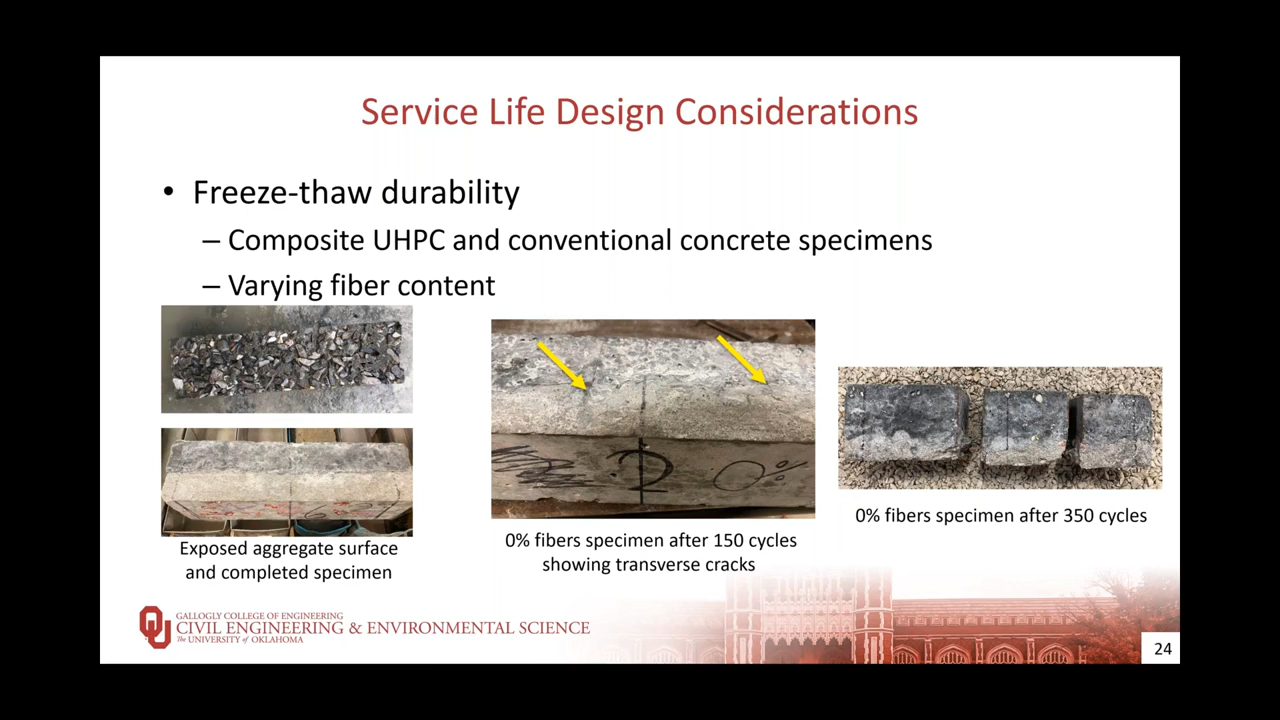 Service Life Design Considerations
• Freeze-thaw durability
– Composite UHPC and conventional concrete specimens
– Varying fiber content
2 0%
Exposed aggregate surface
and completed specimen
0% fibers specimen after 150 cycles
showing transverse cracks
0% fibers specimen after 350 cycles
OU
GALLOGLY COLLEGE OF ENGINEERING
CIVIL ENGINEERING & ENVIRONMENTAL SCIENCE
The UNIVERSITY of OKLAHOMA
24